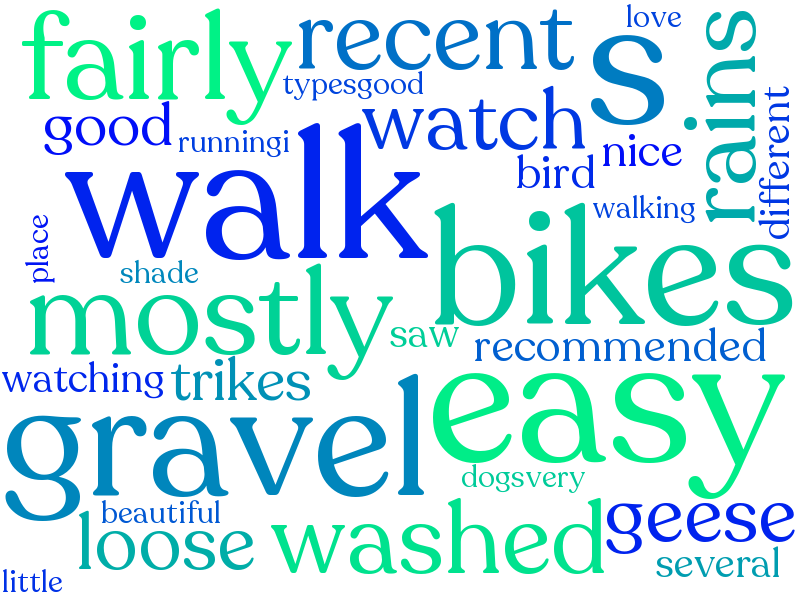 love
fairly
recent
s
rains
typesgood
different
good
runningi
watch
nice
bird
walk
walking
place
bikes
shade
mostly
saw
recommended
watching
trikes
easy
gravel
dogsvery
beautiful
loose
washed
geese
several
little